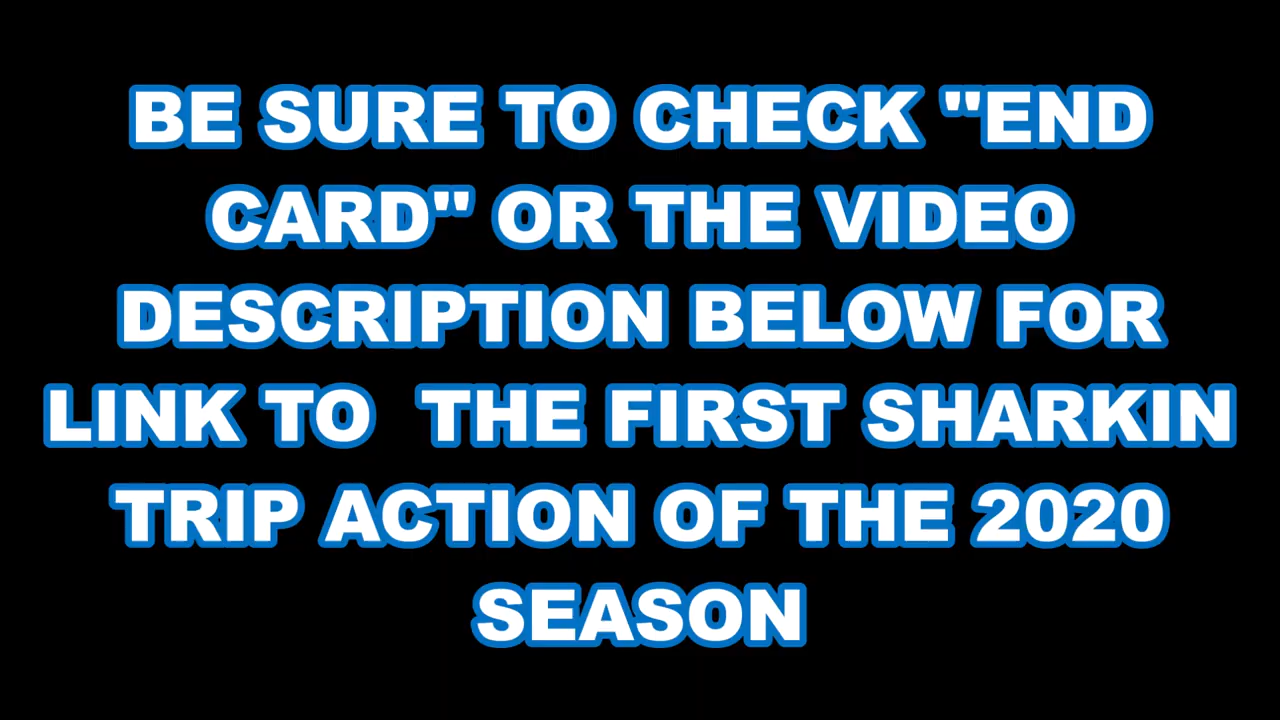 BE SURE TO CHECK "END
CARD" OR THE VIDEO
DESCRIPTION BELOW FOR
LINK TO  THE FIRST SHARKIN
TRIP ACTION OF THE 2020
SEASON